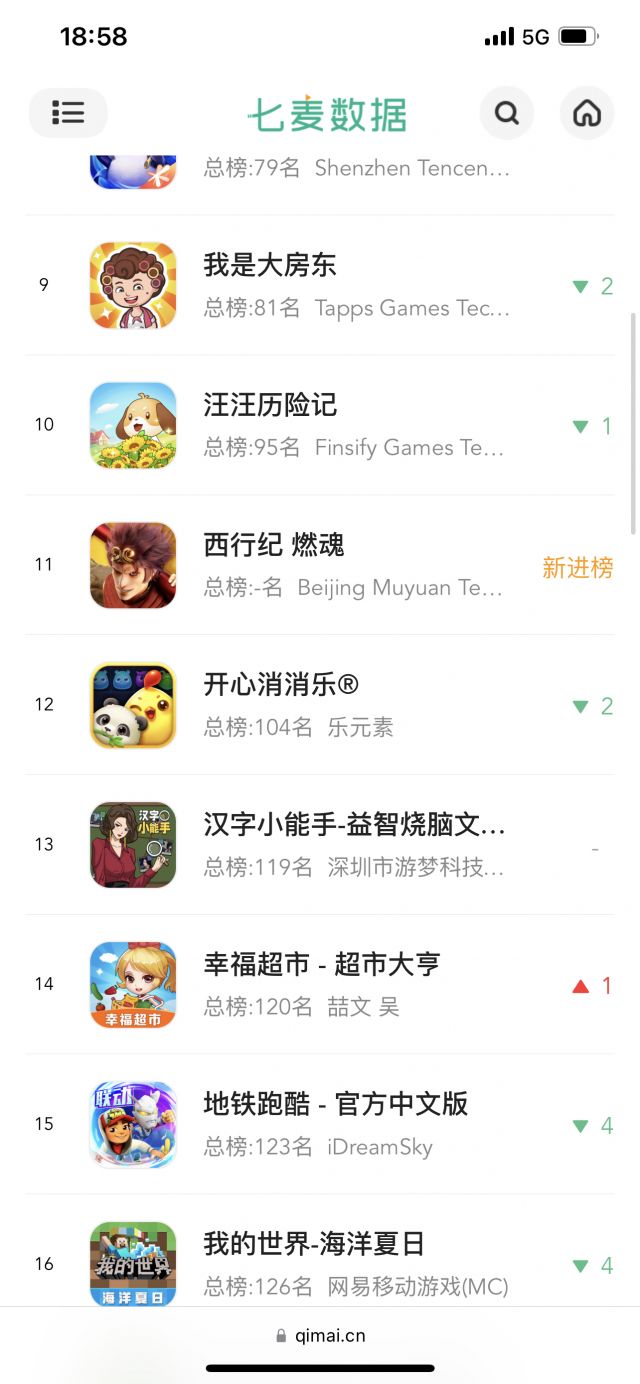 18:58
5G
七麦数据
总榜:79名 Shenzhen Tencen...
9
我是大房东
总榜:81名 Tapps Games Tec...
2
10
汪汪历险记
总榜:95名 Finsify Games Te...
1
11
西行纪 燃魂
总榜:-名 Beijing Muyuan Te...
新进榜
12
开心消消乐®
总榜:104名 乐元素
2
13
汉字
小能手
汉字小能手-益智烧脑文...
总榜:119名 深圳市游梦科技...
-
14
幸福超市
幸福超市 - 超市大亨
总榜:120名 喆文 吴
1
15
联动
地铁跑酷 - 官方中文版
总榜:123名 iDreamSky
4
16
我的世界
海洋夏日
我的世界-海洋夏日
总榜:126名 网易移动游戏(MC)
4
qimai.cn